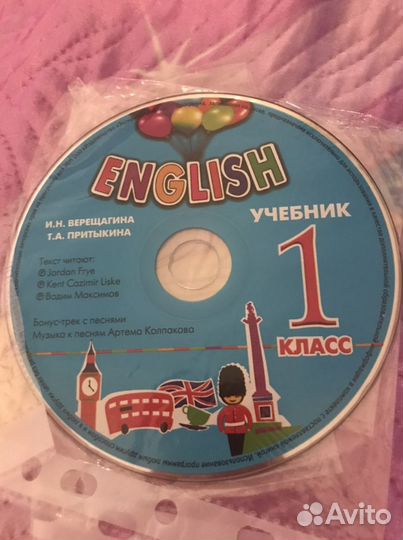 ENGLISH
И.Н. ВЕРЕЩАГИНА
Т.А. ПРИТЫКИНА
УЧЕБНИК
1
КЛАСС
Текст читают:
℗ Jordan Frye
℗ Kent Cazimir Liske
℗ Вадим Максимов
Бонус-трек с песнями
Музыка к песням Артема Колпакова
Avito